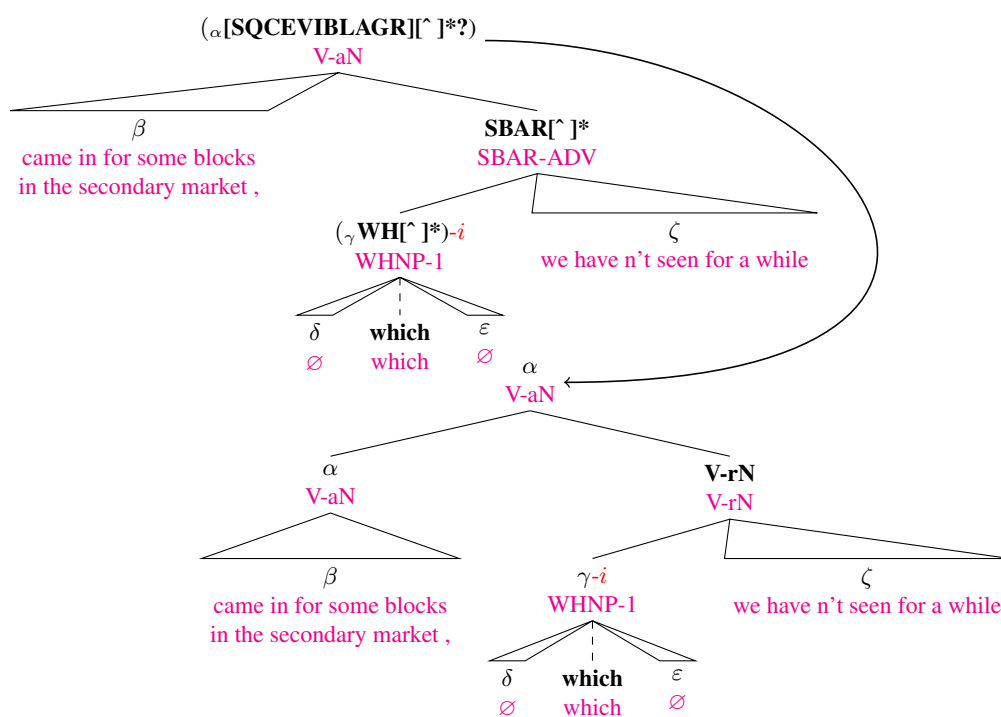 (α[SQCEVIBLAGR][ˆ ]*?)
V-aN
β
came in for some blocks
in the secondary market ,
SBAR[ˆ ]*
SBAR-ADV
(γWH[ˆ ]*)-i
WHNP-1
ζ
we have n't seen for a while
δ
∅
which
which
ε
∅
α
V-aN
α
V-aN
β
came in for some blocks
in the secondary market ,
V-rN
V-rN
γ-i
WHNP-1
ζ
we have n't seen for a while
δ
∅
which
which
ε
∅